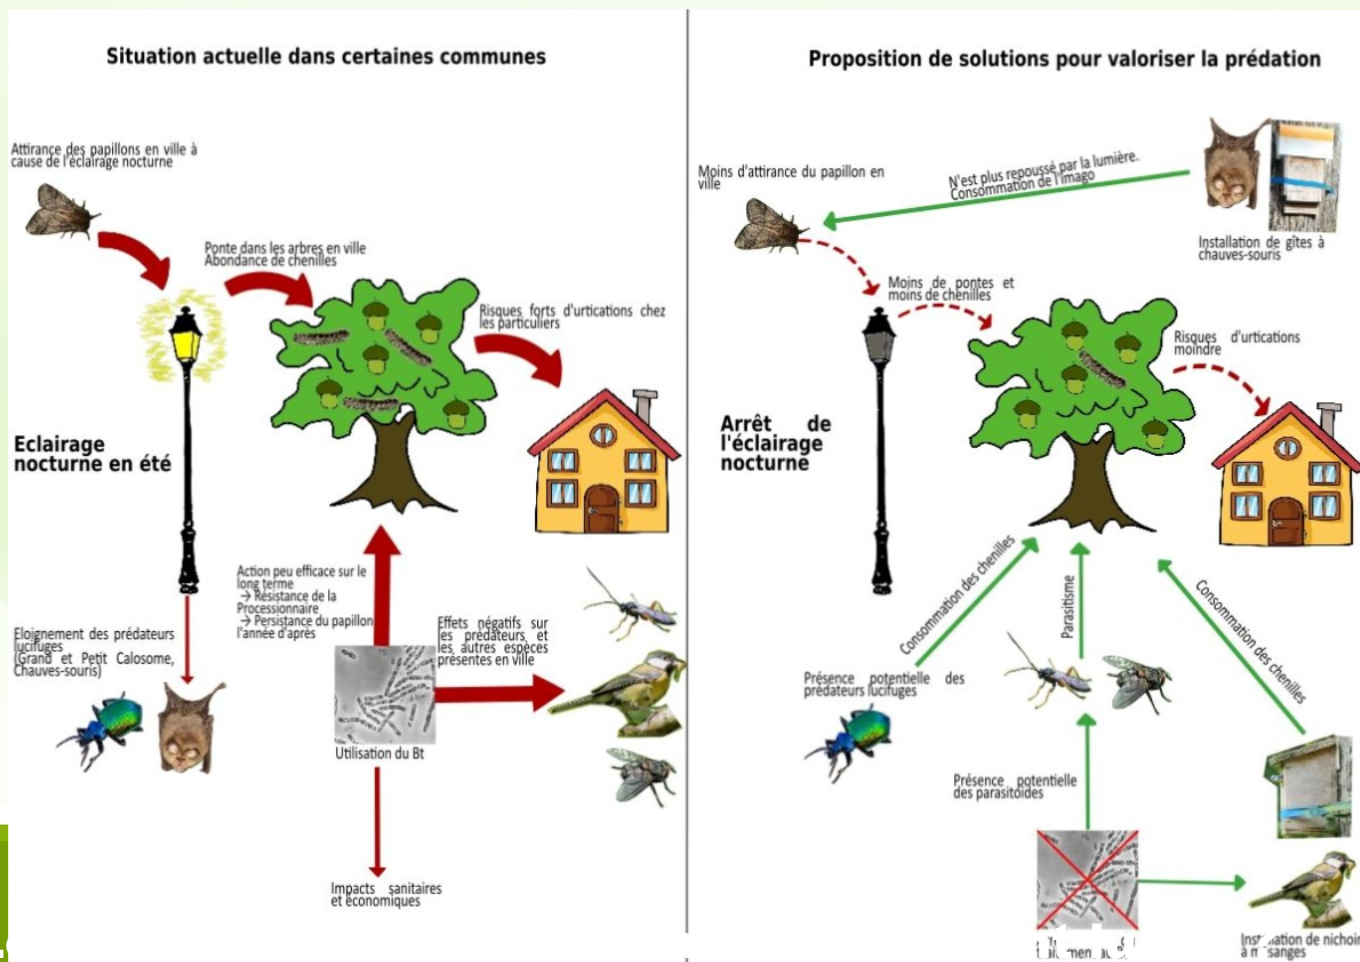 Situation actuelle dans certaines communes
Attirance des papillons en ville à
cause de l'éclairage nocturne
Ponte dans les arbres en ville
Abondance de chenilles
Risques forts d'urtications chez
les particuliers
Eclairage
nocturne en été
Eloignement des prédateurs
lucifuges
(Grand et Petit Calosome,
Chauves-souris)
Action peu efficace sur le
long terme
→ Résistance de la
Processionnaire
→ Persistance du papillon
l'année d'après
Effets négatifs sur
les prédateurs et
les autres espèces
présentes en ville
Utilisation du Bt
Impacts sanitaires
et économiques
Proposition de solutions pour valoriser la prédation
Moins d'attirance du papillon en
ville
N'est plus repoussé par la lumière.
Consommation de l'imago
Installation de gîtes à
chauves-souris
Moins de pontes et
moins de chenilles
Risques d'urtications
moindre
Arrêt de
l'éclairage
nocturne
Consommation des chenilles
Parasitisme
Consommation des chenilles
Présence potentielle des
prédateurs lucifuges
Présence potentielle
des parasitoïdes
de nichoir